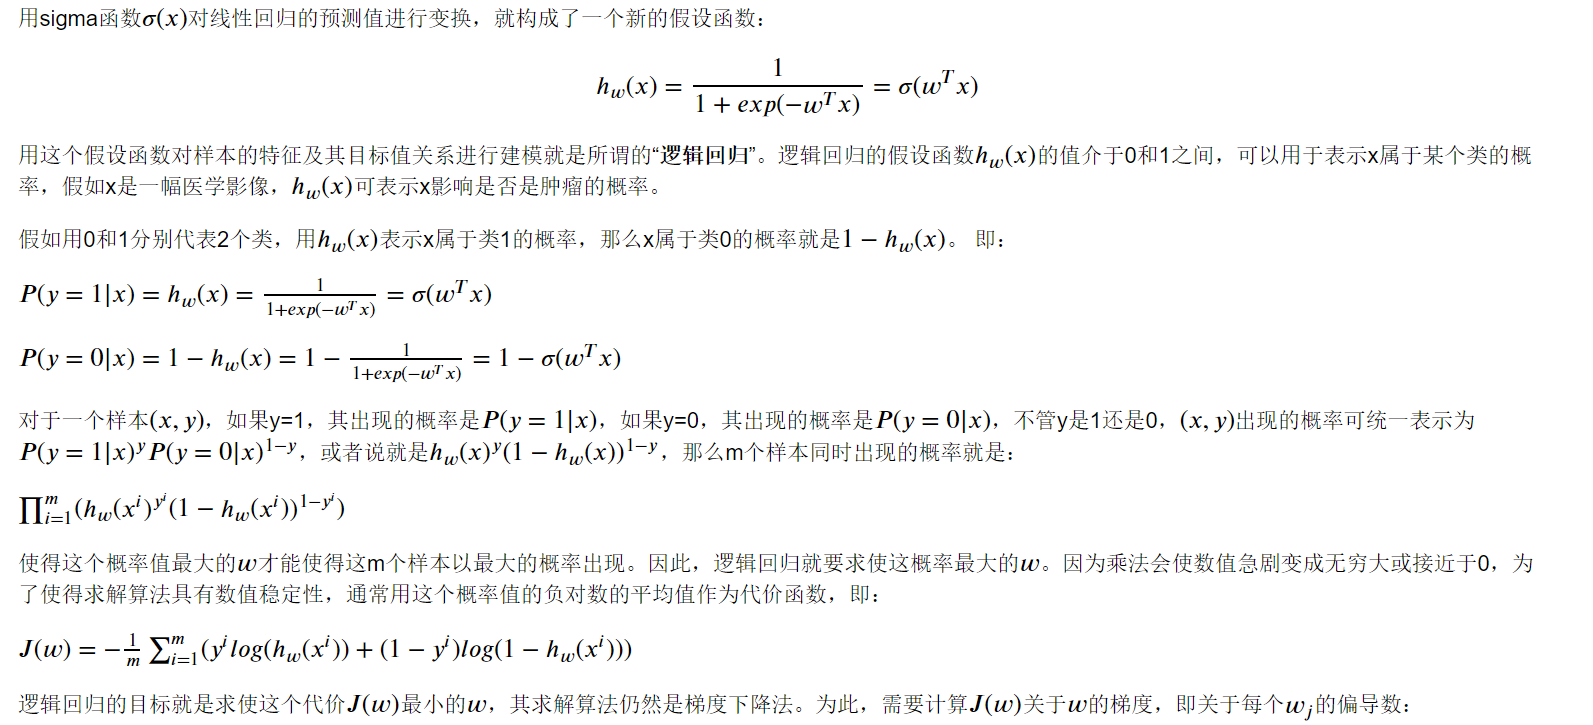 用sigma函数σ(x)对线性回归的预测值进行变换，就构成了一个新的假设函数：
h_w(x) = \frac{1}{1 + exp(−w^T x)} = σ(w^T x)
用这个假设函数对样本的特征及其目标值关系进行建模就是所谓的“逻辑回归”。逻辑回归的假设函数h_w(x)的值介于0和1之间，可以用于表示x属于某个类的概
率，假如x是一幅医学影像，h_w(x)可表示x影响是否是肿瘤的概率。
假如用0和1分别代表2个类，用h_w(x)表示x属于类1的概率，那么x属于类0的概率就是1 − h_w(x)。 即：
P(y = 1|x) = h_w(x) = \frac{1}{1+exp(−w^T x)} = σ(w^T x)
P(y = 0|x) = 1 − h_w(x) = 1 − \frac{1}{1+exp(−w^T x)} = 1 − σ(w^T x)
对于一个样本(x, y)，如果y=1，其出现的概率是P(y = 1|x)，如果y=0，其出现的概率是P(y = 0|x)，不管y是1还是0，(x, y)出现的概率可统一表示为
P(y = 1|x)^y P(y = 0|x)^{1−y}，或者说就是h_w(x)^y(1 − h_w(x))^{1−y}，那么m个样本同时出现的概率就是：
∏_{i=1}^m (h_w(x^i)^{y^i}(1 − h_w(x^i))^{1−y^i})
使得这个概率值最大的w才能使得这m个样本以最大的概率出现。因此，逻辑回归就要求使这概率最大的w。因为乘法会使数值急剧变成无穷大或接近于0，为
了使得求解算法具有数值稳定性，通常用这个概率值的负对数的平均值作为代价函数，即：
J(w) = −\frac{1}{m} ∑_{i=1}^m (y^i log(h_w(x^i)) + (1 − y^i)log(1 − h_w(x^i)))
逻辑回归的目标就是求使这个代价J(w)最小的w，其求解算法仍然是梯度下降法。为此，需要计算J(w)关于w的梯度，即关于每个w_j的偏导数：